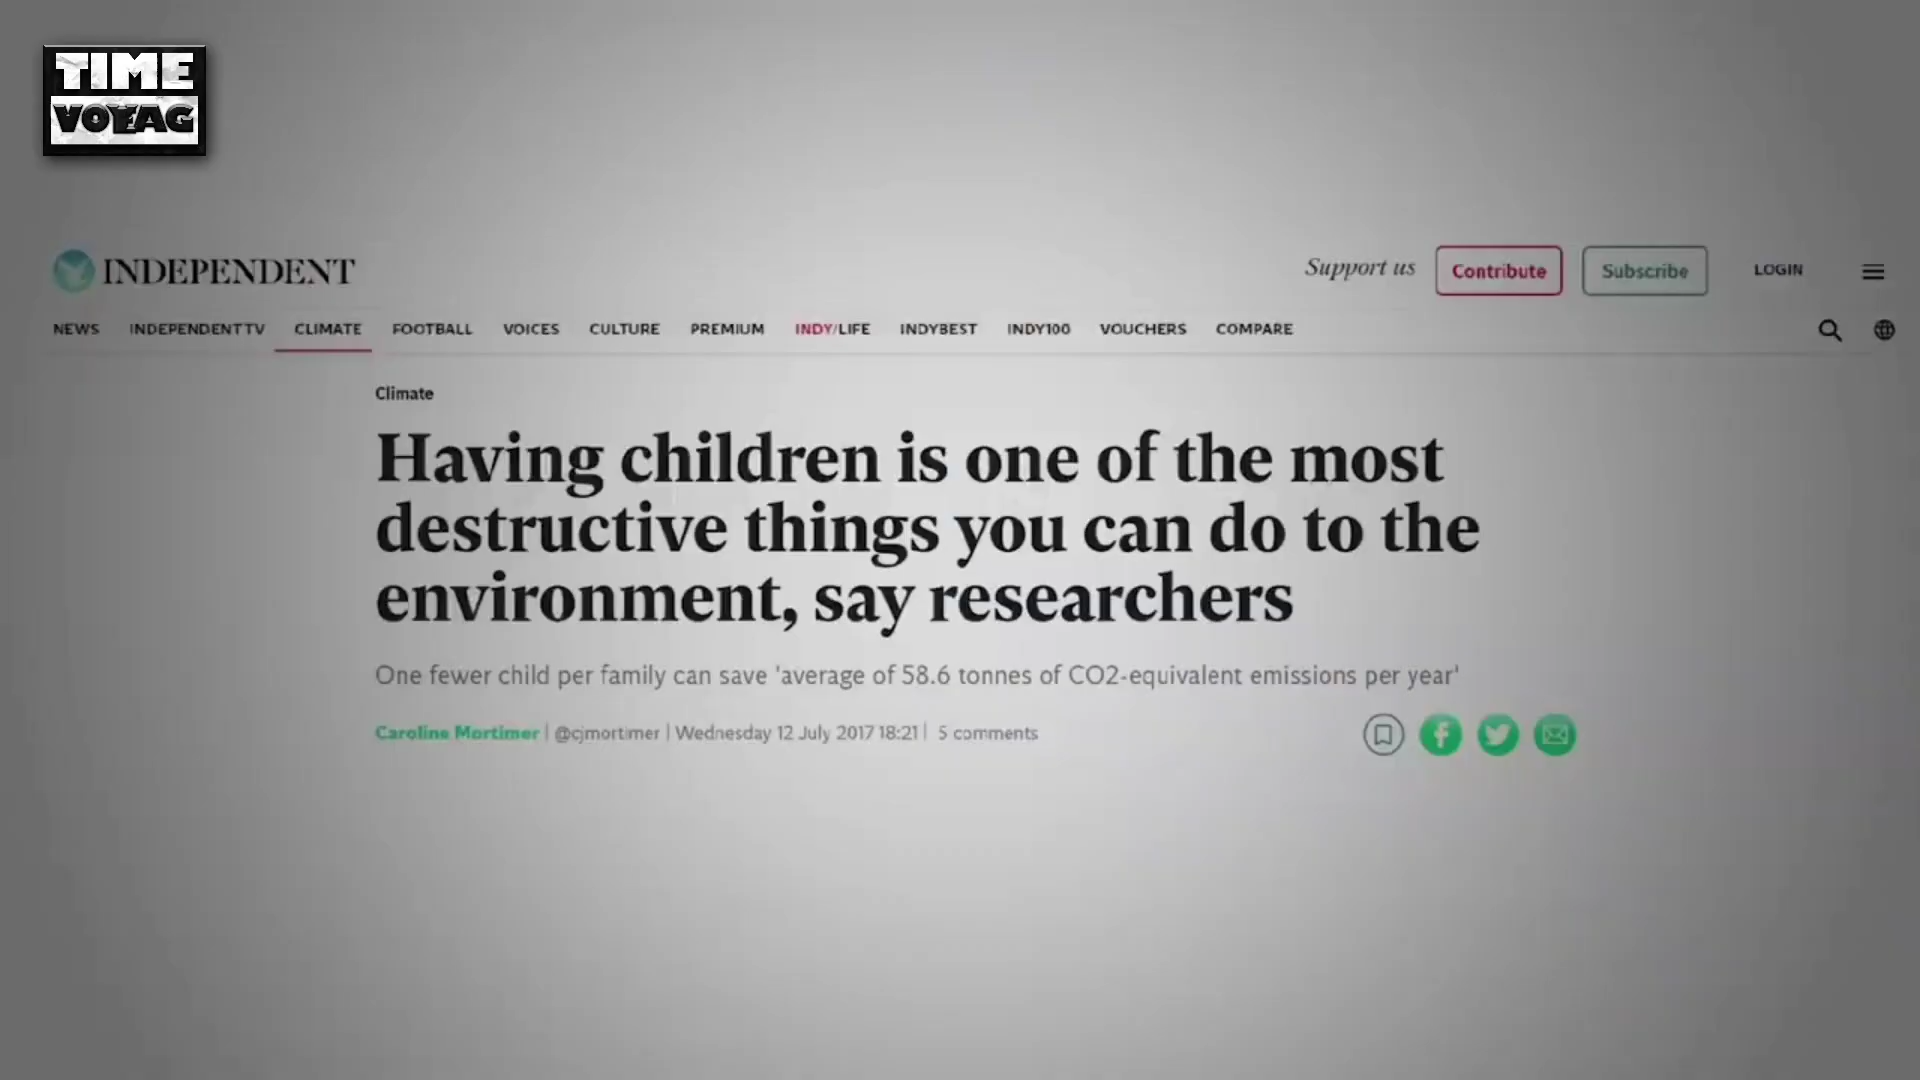 TIME
VOYAG
INDEPENDENT
Support us
Contribute
Subscribe
LOGIN
NEWS INDEPENDENTTV CLIMATE FOOTBALL VOICES CULTURE PREMIUM INDY/LIFE INDYBEST INDY100 VOUCHERS COMPARE
Climate
Having children is one of the most
destructive things you can do to the
environment, say researchers
One fewer child per family can save 'average of 58.6 tonnes of CO2-equivalent emissions per year'
Caroline Mortimer | @cjmortimer | Wednesday 12 July 2017 18:21 | 5 comments